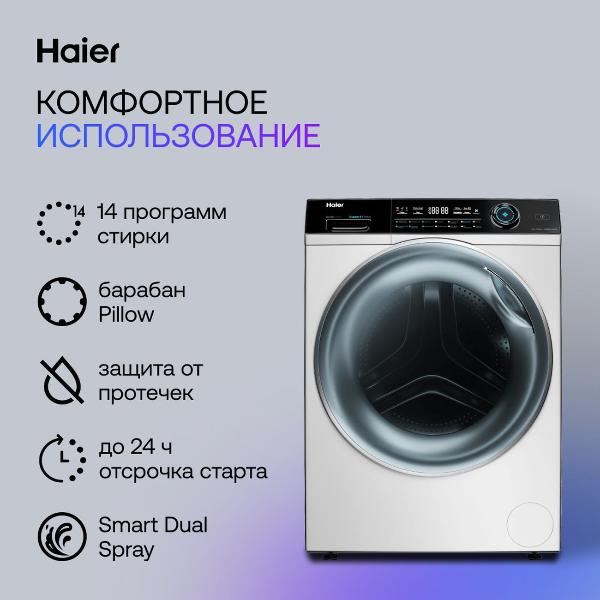 Haier
КОМФОРТНОЕ
ИСПОЛЬЗОВАНИЕ
14
14 программ
стирки
барабан
Pillow
защита от
протечек
до 24 ч
отсрочка старта
Smart Dual
Spray
Haier